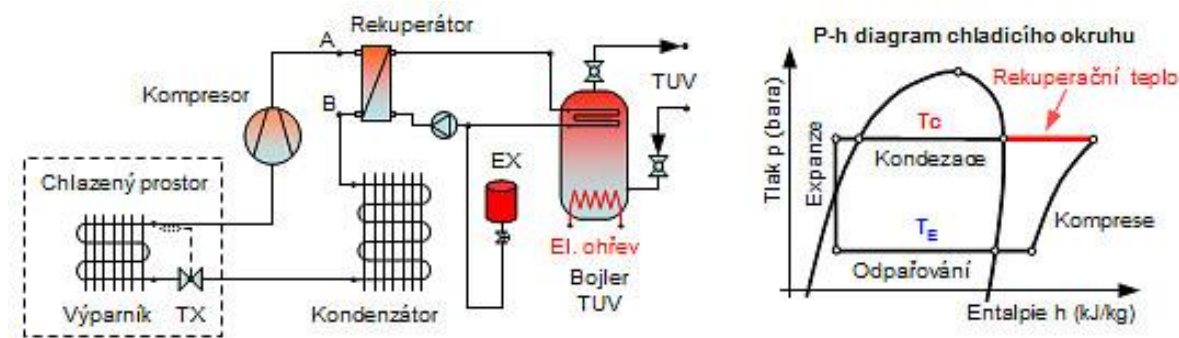 Rekuperátor
A
Kompresor
B
TUV
Chlazený prostor
EX
El. ohřev
Bojler
TUV
Výparník
TX
Kondenzátor
P-h diagram chladicího okruhu
Rekuperační teplo
Tlak p (bara)
Expanze
Tc
Kondezace
Komprese
TE
Odpařování
Entalpie h (kJ/kg)